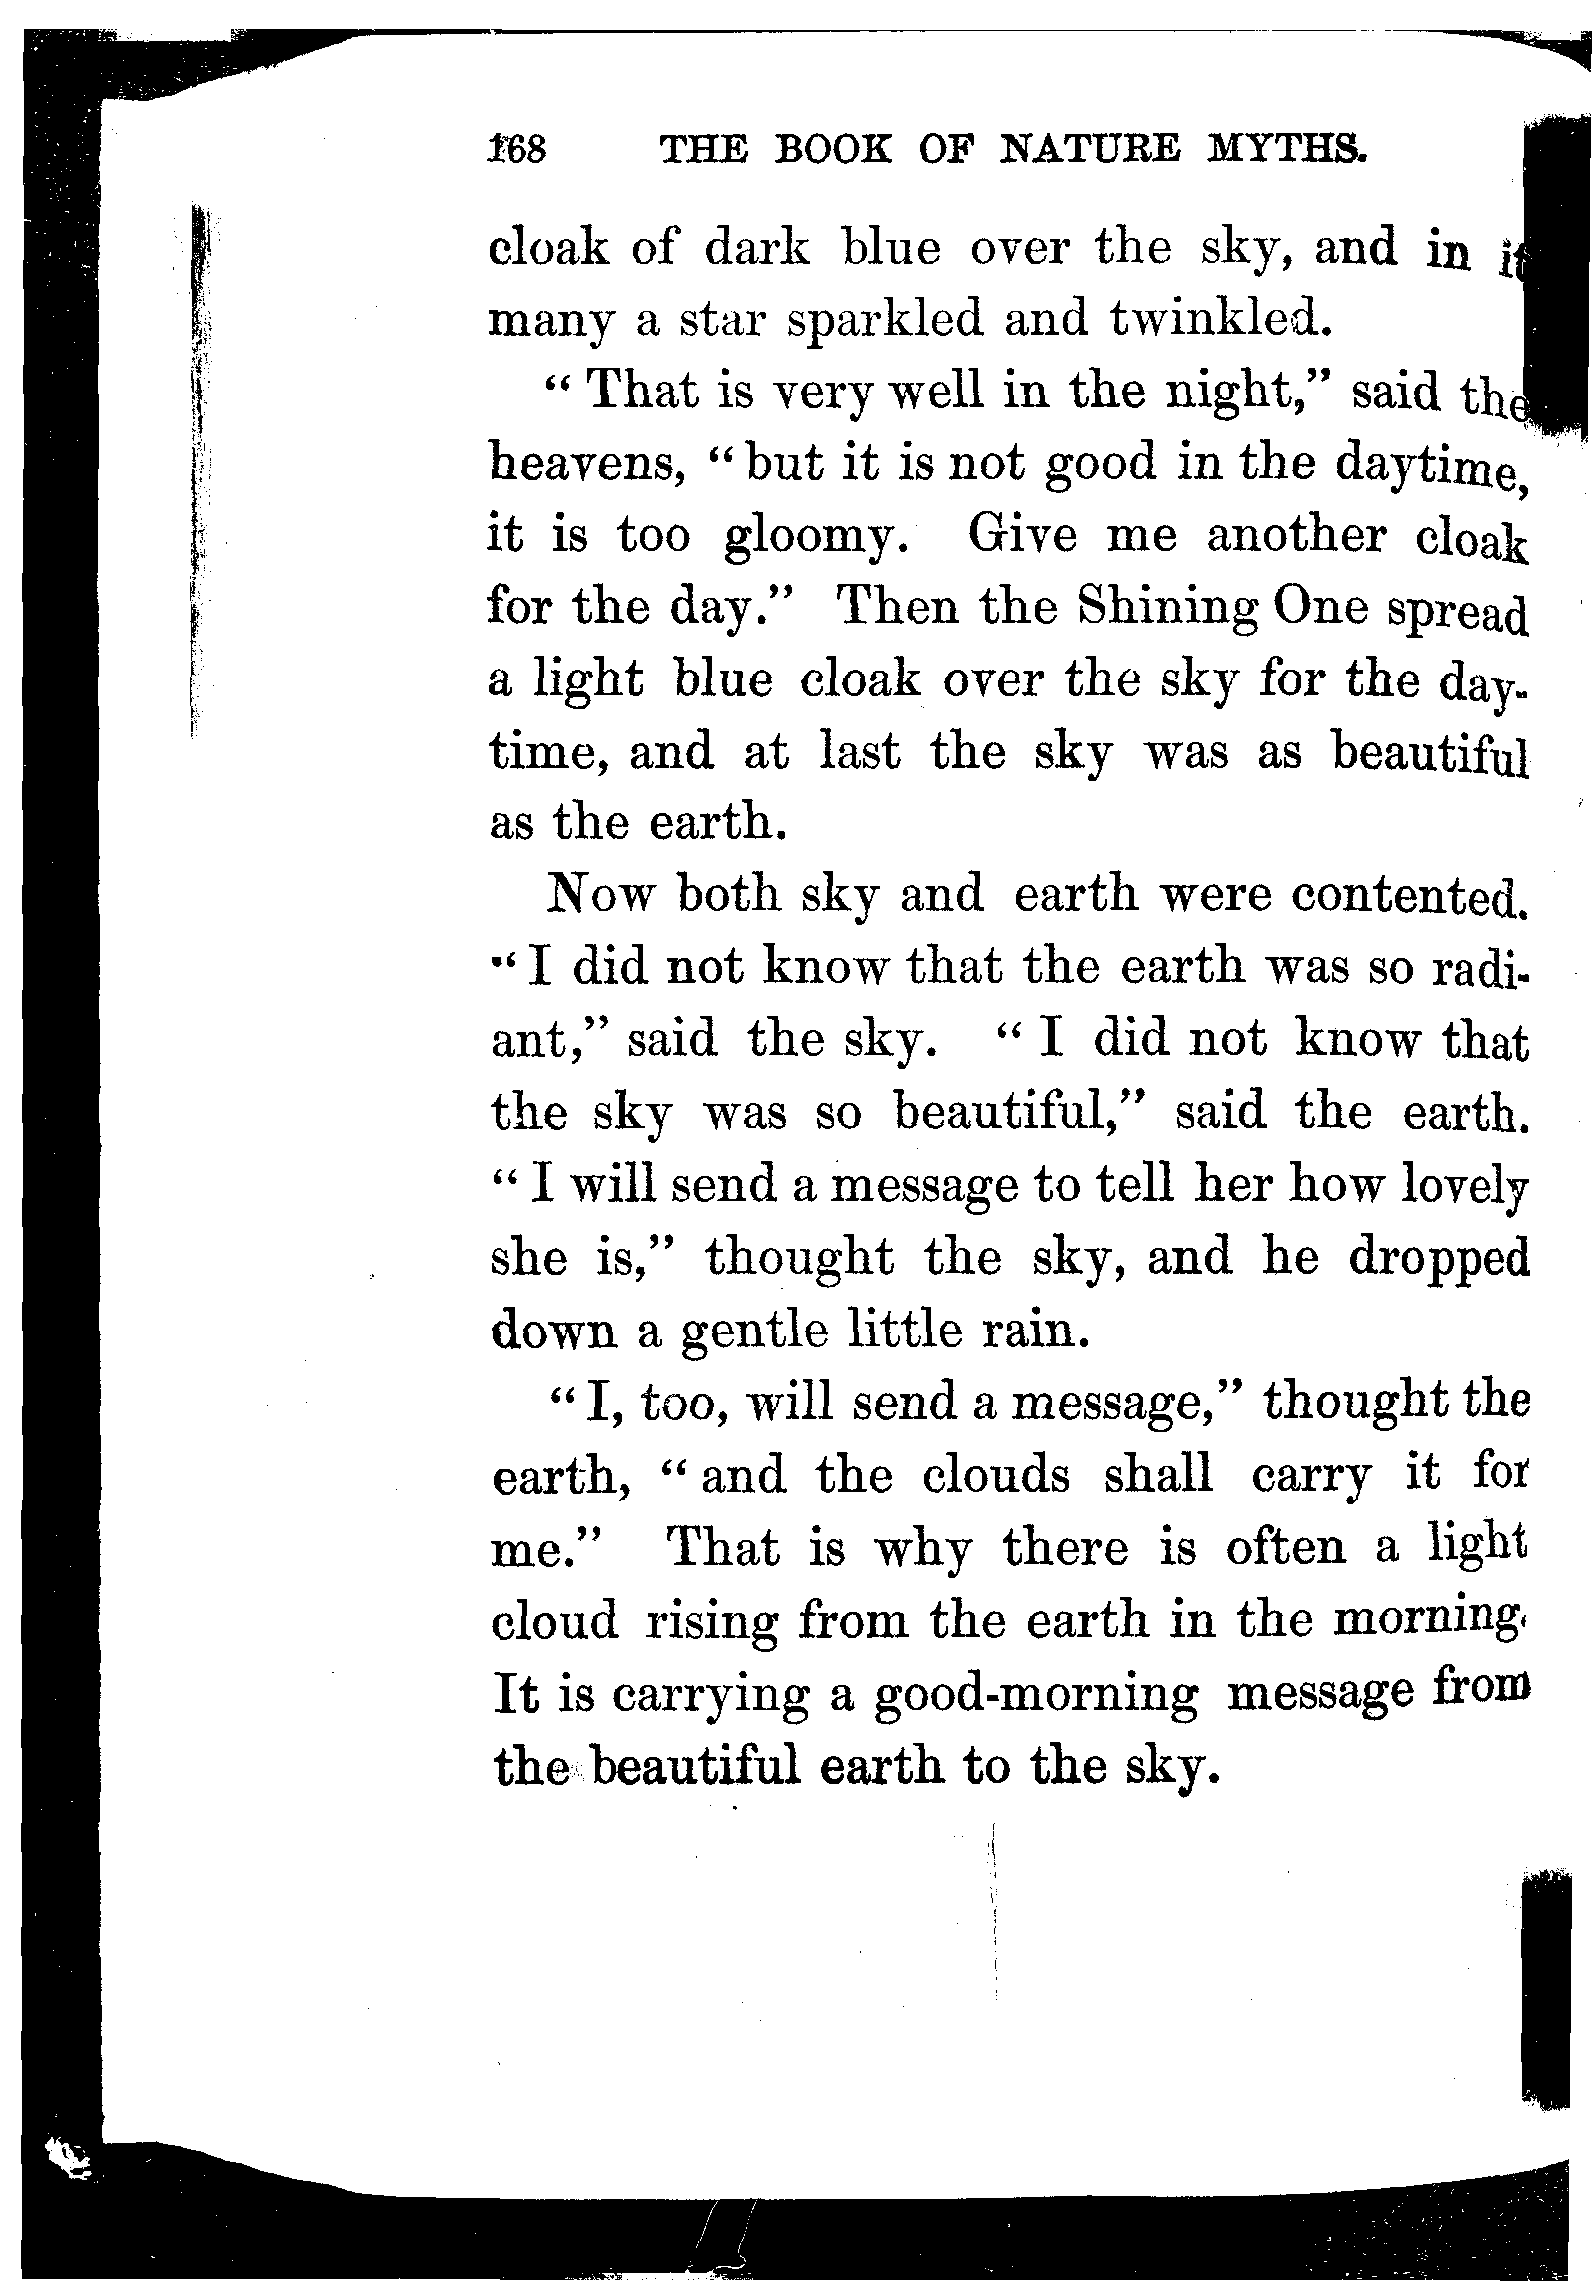 168 THE BOOK OF NATURE MYTHS.
cloak of dark blue over the sky, and in it
many a star sparkled and twinkled.
"That is very well in the night," said the
heavens, "but it is not good in the daytime,
it is too gloomy. Give me another cloak
for the day." Then the Shining One spread
a light blue cloak over the sky for the day-
time, and at last the sky was as beautiful
as the earth.
Now both sky and earth were contented.
"I did not know that the earth was so radi-
ant," said the sky. "I did not know that
the sky was so beautiful," said the earth.
"I will send a message to tell her how lovely
she is," thought the sky, and he dropped
down a gentle little rain.
"I, too, will send a message," thought the
earth, "and the clouds shall carry it for
me." That is why there is often a light
cloud rising from the earth in the morning.
It is carrying a good-morning message from
the beautiful earth to the sky.